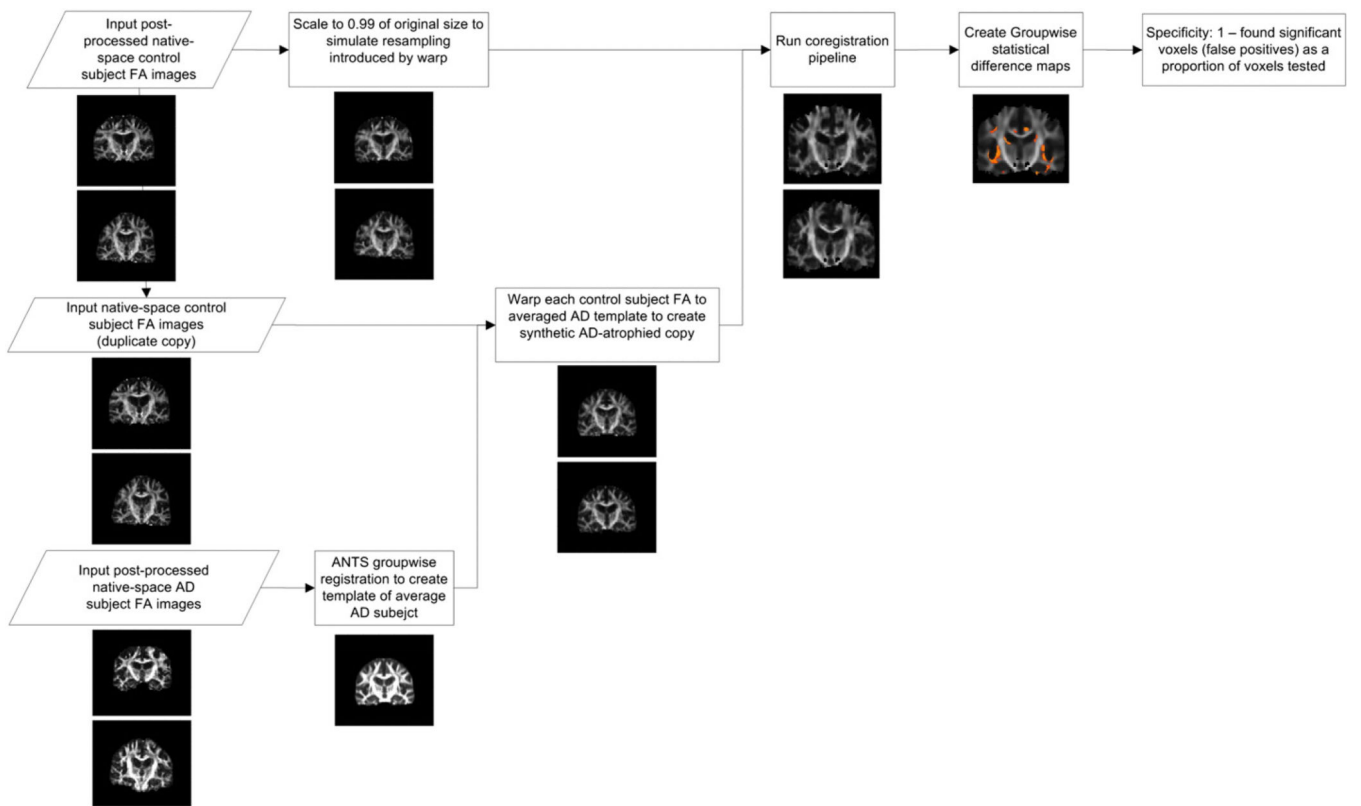 Input post-
processed native-
space control
subject FA images
Scale to 0.99 of original size to
simulate resampling
introduced by warp
Run coregistration
pipeline
Create Groupwise
statistical
difference maps
Specificity: 1 – found significant
voxels (false positives) as a
proportion of voxels tested
Input native-space control
subject FA images
(duplicate copy)
Warp each control subject FA to
averaged AD template to create
synthetic AD-atrophied copy
Input post-processed
native-space AD
subject FA images
ANTS groupwise
registration to create
template of average
AD subejct